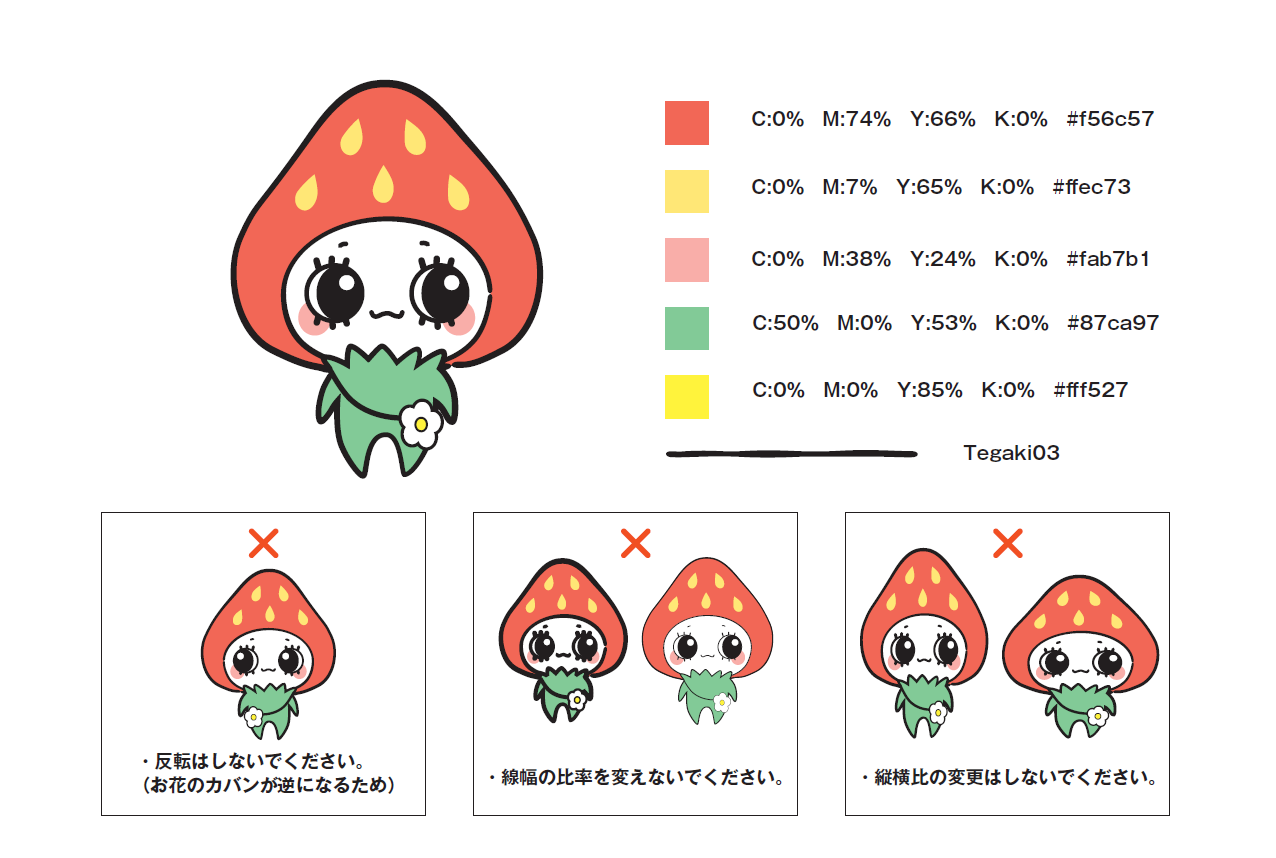 C:0% M:74% Y:66% K:0% #f56c57
C:0% M:7% Y:65% K:0% #ffec73
C:0% M:38% Y:24% K:0% #fab7b1
C:50% M:0% Y:53% K:0% #87ca97
C:0% M:0% Y:85% K:0% #fff527
Tegaki03
・反転はしないでください。
（お花のカバンが逆になるため）
・線幅の比率を変えないでください。
・縦横比の変更はしないでください。